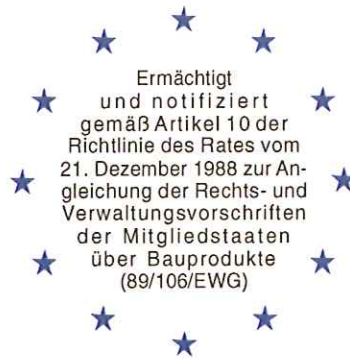 Ermächtigt
und notifiziert
gemäß Artikel 10 der
Richtlinie des Rates vom
21. Dezember 1988 zur An-
gleichung der Rechts- und
Verwaltungsvorschriften
der Mitgliedstaaten
über Bauprodukte
(89/106/EWG)